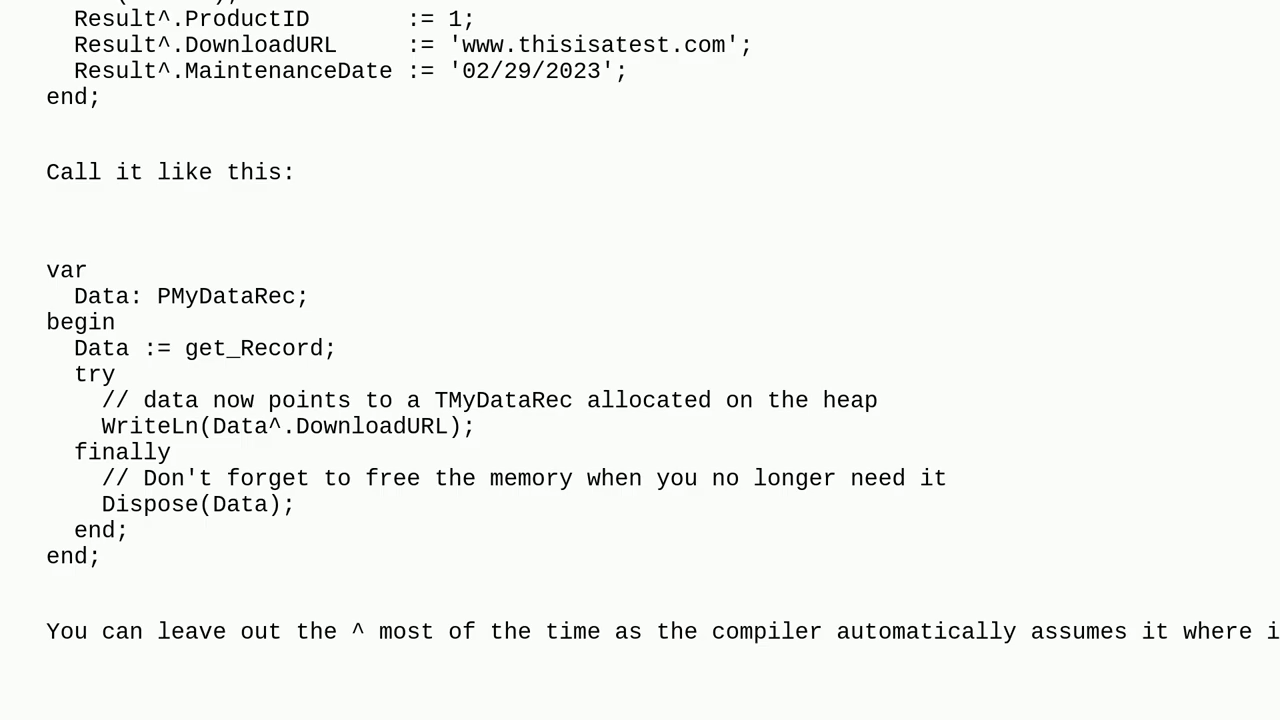 Result^.ProductID       := 1;
Result^.DownloadURL     := 'www.thisisatest.com';
Result^.MaintenanceDate := '02/29/2023';
end;
Call it like this:
var
Data: PMyDataRec;
begin
Data := get_Record;
try
// data now points to a TMyDataRec allocated on the heap
WriteLn(Data^.DownloadURL);
finally
// Don't forget to free the memory when you no longer need it
Dispose(Data);
end;
end;
You can leave out the ^ most of the time as the compiler automatically assumes it where